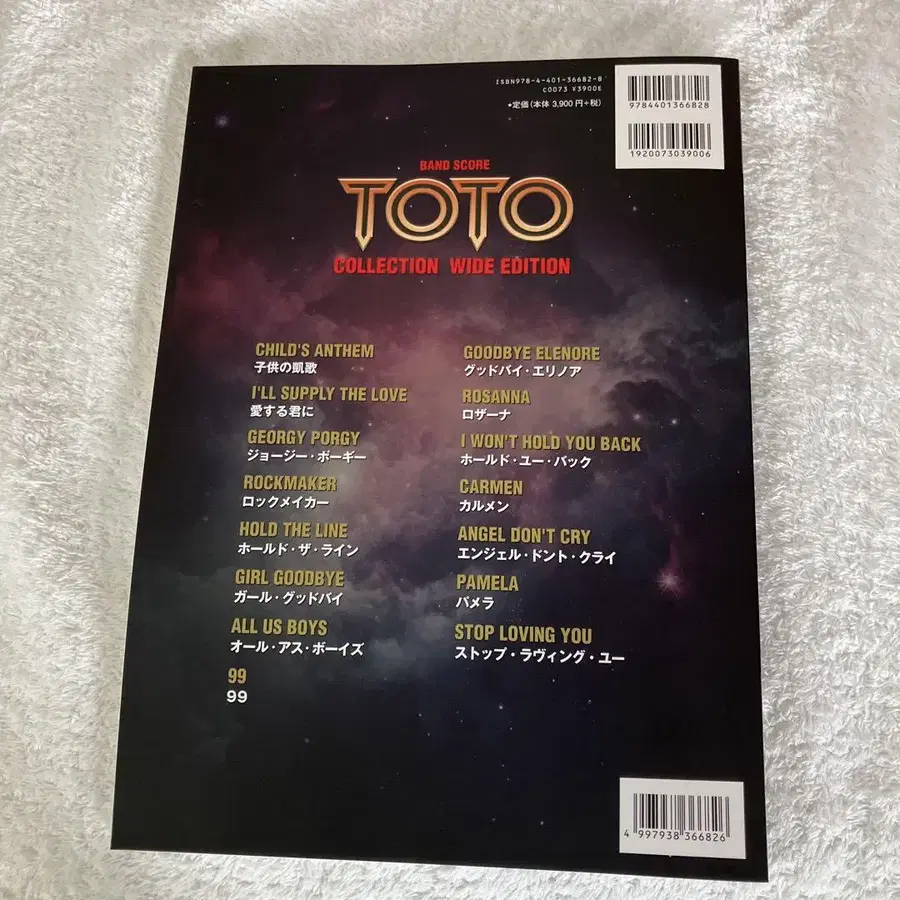 ISBN978-4-401-36682-8
C0073 ¥3900E
•定価(本体 3,900 円+税)
9784401366828
1920073039006
BAND SCORE
TOTO
COLLECTION WIDE EDITION
CHILD'S ANTHEM
子供の凱歌
I'LL SUPPLY THE LOVE
愛する君に
GEORGY PORGY
ジョージー・ポーギー
ROCKMAKER
ロックメイカー
HOLD THE LINE
ホールド・ザ・ライン
GIRL GOODBYE
ガール・グッドバイ
ALL US BOYS
オール・アス・ボーイズ
99
99
GOODBYE ELENORE
グッドバイ・エリノア
ROSANNA
ロザーナ
I WON'T HOLD YOU BACK
ホールド・ユー・バック
CARMEN
カルメン
ANGEL DON'T CRY
エンジェル・ドント・クライ
PAMELA
パメラ
STOP LOVING YOU
ストップ・ラヴィング・ユー
4 997938 366826